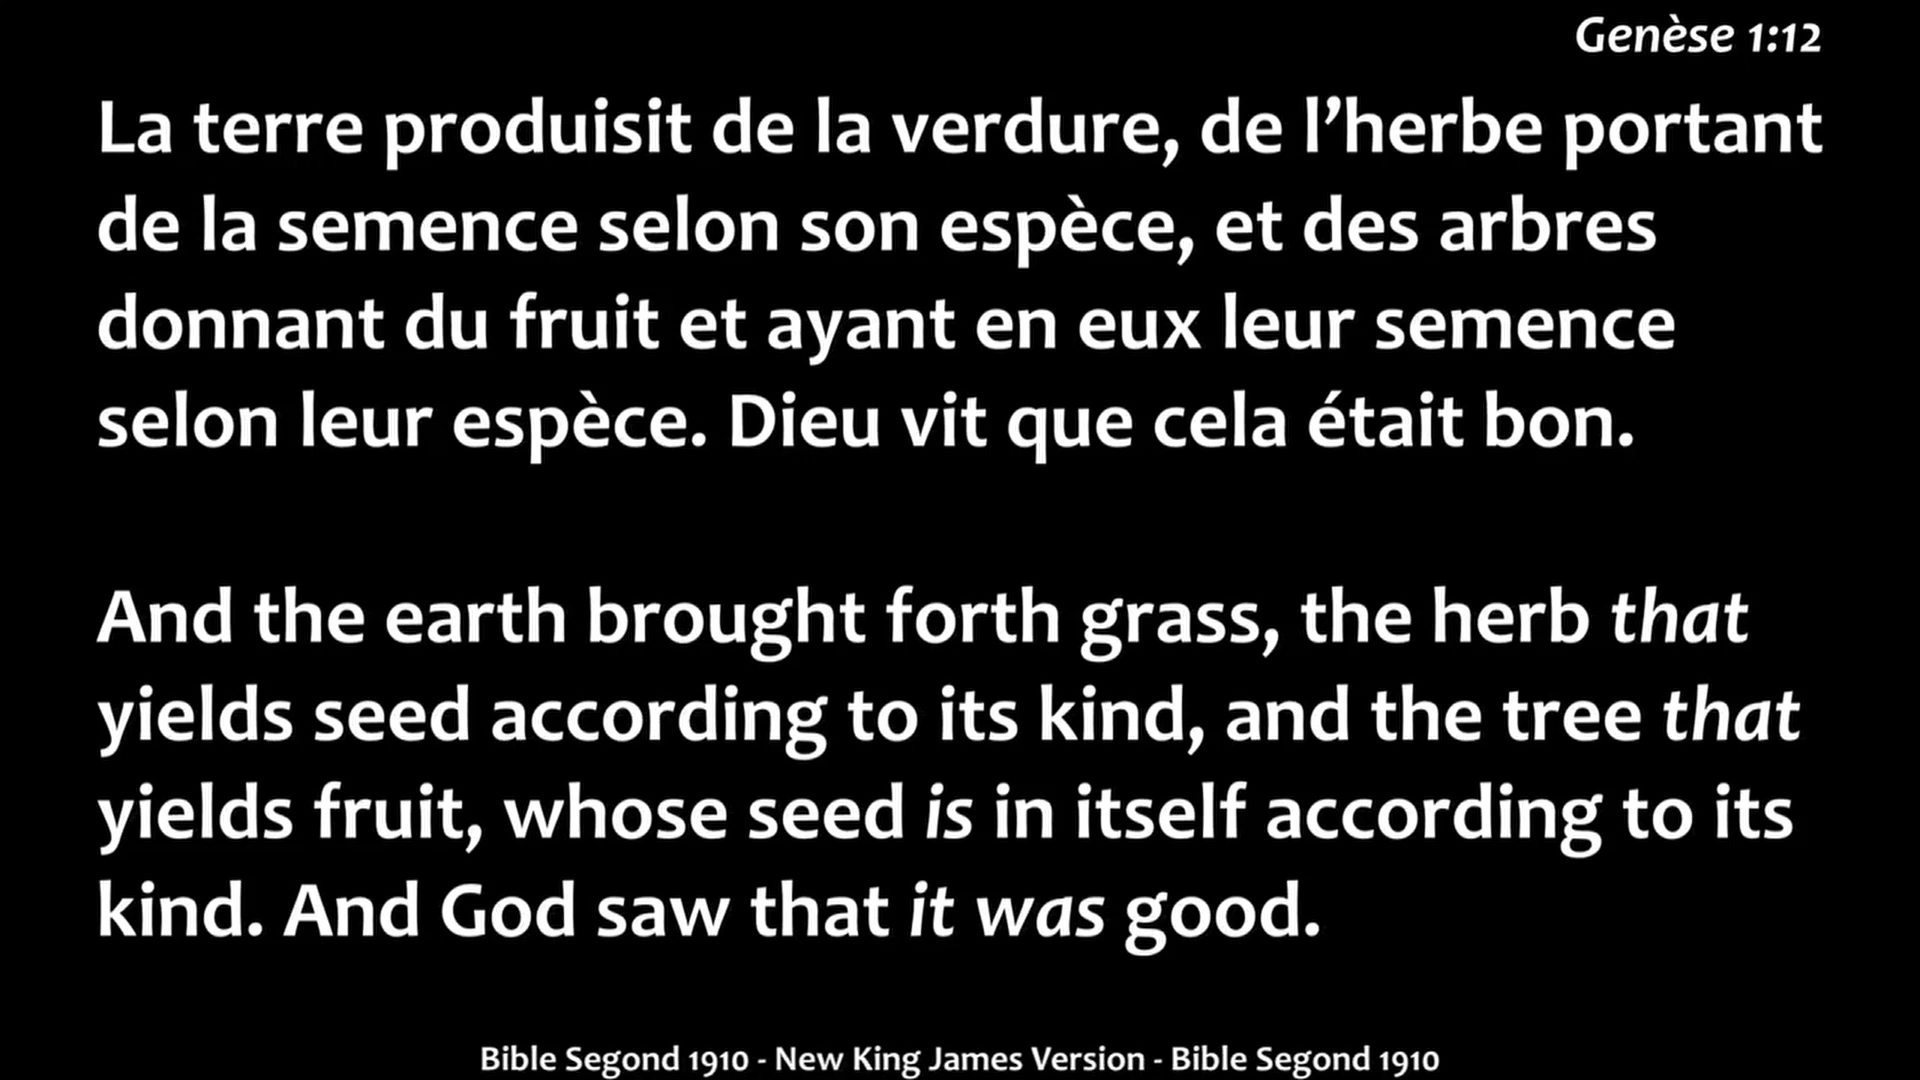 Genèse 1:12
La terre produisit de la verdure, de l’herbe portant
de la semence selon son espèce, et des arbres
donnant du fruit et ayant en eux leur semence
selon leur espèce. Dieu vit que cela était bon.
And the earth brought forth grass, the herb that
yields seed according to its kind, and the tree that
yields fruit, whose seed is in itself according to its
kind. And God saw that it was good.
Bible Segond 1910 - New King James Version - Bible Segond 1910